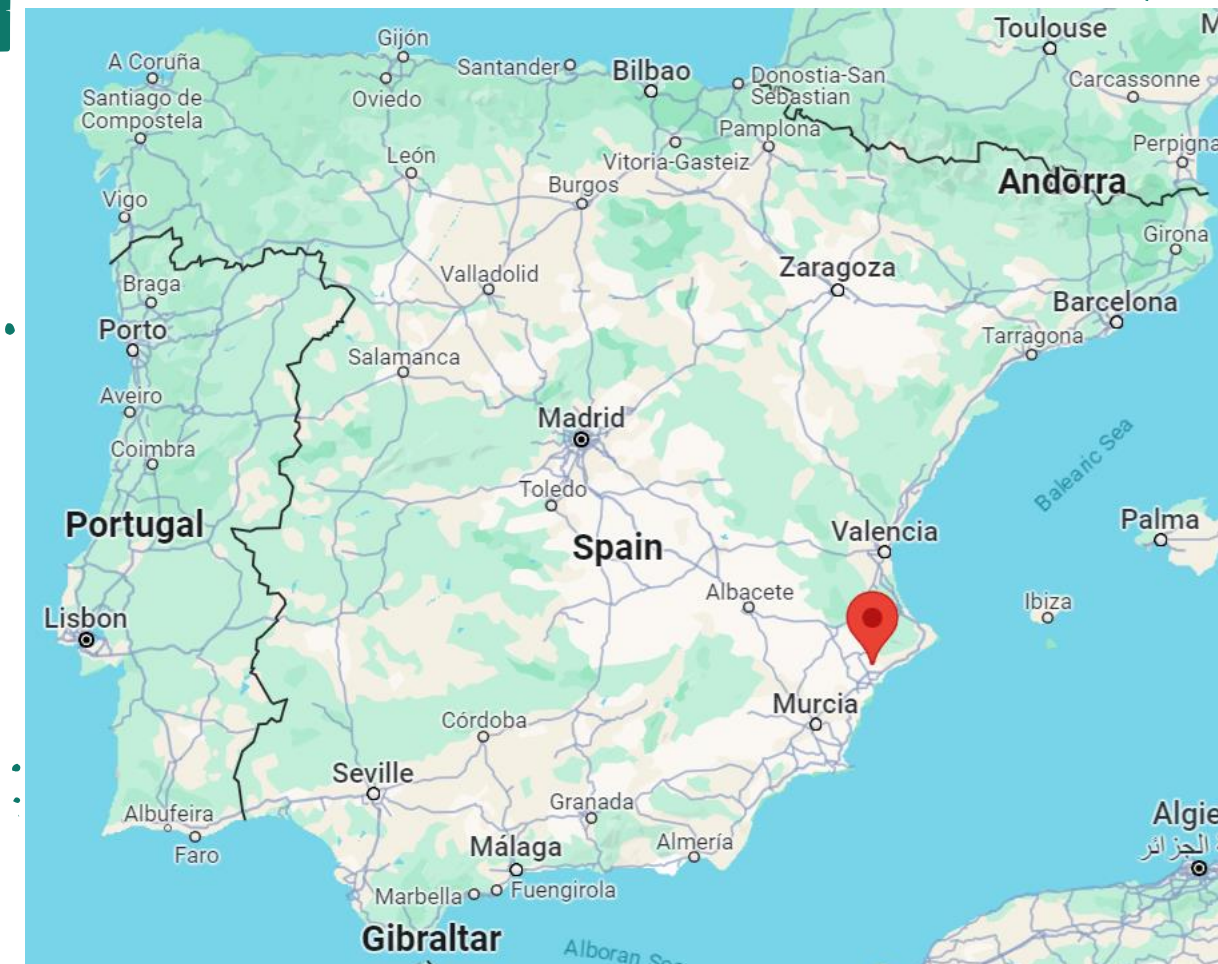 Toulouse
M
Gijón
A Coruña
Santander
Bilbao
Donostia-San
Sebastian
Carcassonne
Oviedo
Santiago de
Compostela
Pamplona
Perpigna
León
Vitoria-Gasteiz
Andorra
Burgos
Vigo
Girona
Zaragoza
Valladolid
Braga
Barcelona
Porto
Tarragona
Salamanca
Aveiro
Madrid
Coimbra
Balearic Sea
Toledo
Portugal
Palma
Valencia
Spain
Albacete
Ibiza
Lisbon
Murcia
Córdoba
Seville
Granada
Albufeira
Algie
الجزائر
Almería
Málaga
Faro
Marbella
Fuengirola
Gibraltar
Alboran